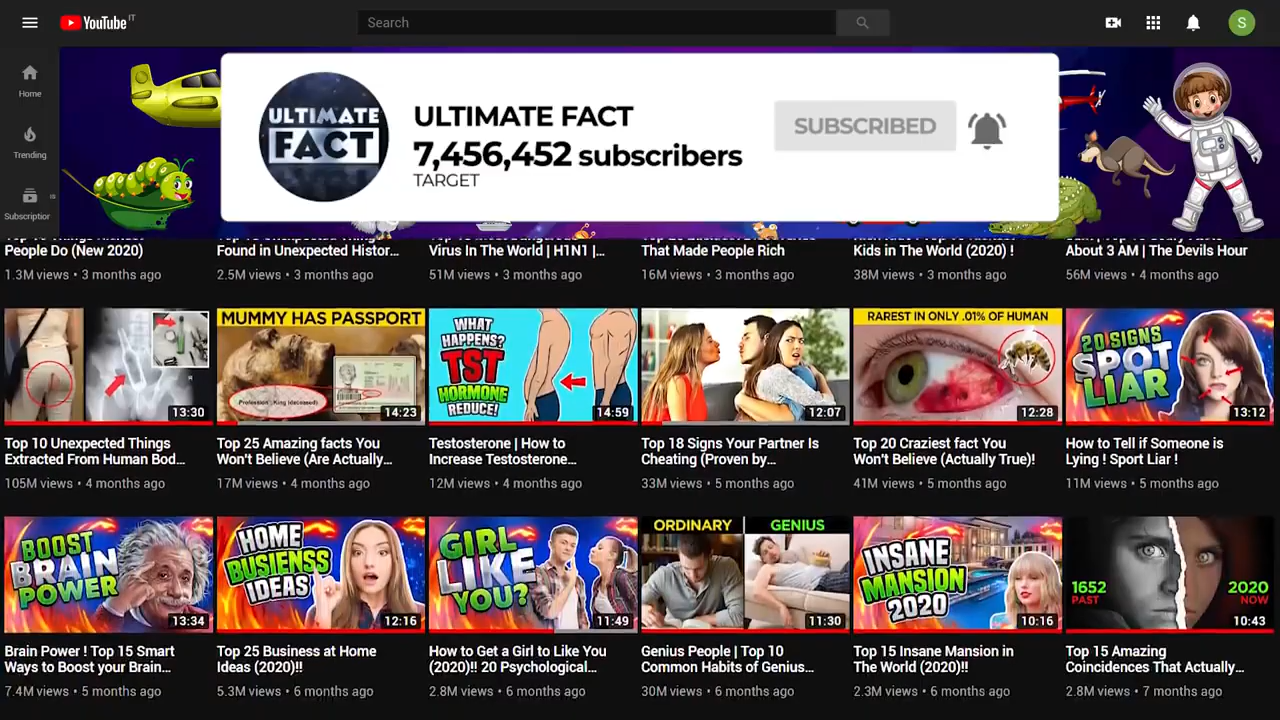 YouTube IT
Search
S
Home
Trending
Subscription
ULTIMATE
FACT
ULTIMATE FACT
7,456,452 subscribers
TARGET
SUBSCRIBED
People Do (New 2020)
1.3M views • 3 months ago
Found in Unexpected Histor...
2.5M views • 3 months ago
Virus In The World | H1N1 |...
51M views • 3 months ago
That Made People Rich
16M views • 3 months ago
Kids in The World (2020) !
38M views • 3 months ago
About 3 AM | The Devils Hour
56M views • 4 months ago
13:30
MUMMY HAS PASSPORT
Profession: King (deceased)
14:23
WHAT
HAPPENS?
TST
HORMONE
REDUCE!
14:59
12:07
RAREST IN ONLY .01% OF HUMAN
12:28
20 SIGNS
SPOT
LIAR
13:12
Top 10 Unexpected Things
Extracted From Human Bod...
105M views • 4 months ago
Top 25 Amazing facts You
Won't Believe (Are Actually...
17M views • 4 months ago
Testosterone | How to
Increase Testosterone...
12M views • 4 months ago
Top 18 Signs Your Partner Is
Cheating (Proven by...
33M views • 5 months ago
Top 20 Craziest fact You
Won't Believe (Actually True)!
41M views • 5 months ago
How to Tell if Someone is
Lying ! Sport Liar !
11M views • 5 months ago
BOOST
BRAIN
POWER
13:34
HOME
BUSIENSS
IDEAS
12:16
GIRL
LIKE
YOU?
11:49
ORDINARY
GENIUS
11:30
INSANE
MANSION
2020
10:16
1652
PAST
2020
NOW
10:43
Brain Power ! Top 15 Smart
Ways to Boost your Brain...
7.4M views • 5 months ago
Top 25 Business at Home
Ideas (2020)!!
5.3M views • 6 months ago
How to Get a Girl to Like You
(2020)!! 20 Psychological...
2.8M views • 6 months ago
Genius People | Top 10
Common Habits of Genius...
30M views • 6 months ago
Top 15 Insane Mansion in
The World (2020)!!
2.3M views • 6 months ago
Top 15 Amazing
Coincidences That Actually...
2.8M views • 7 months ago